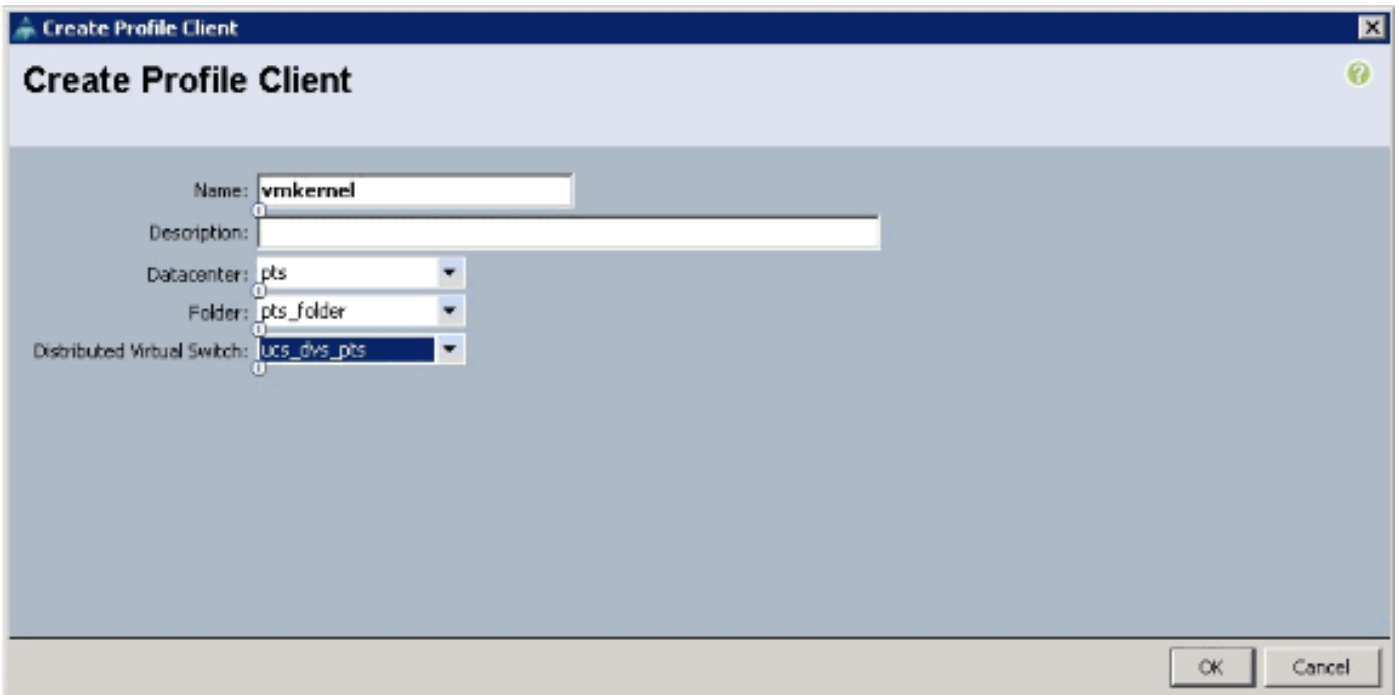 Create Profile Client
Create Profile Client
Name: vmkernel
Description:
Datacenter: pts
Folder: pts_folder
Distributed Virtual Switch: ucs_dvs_pts
OK Cancel